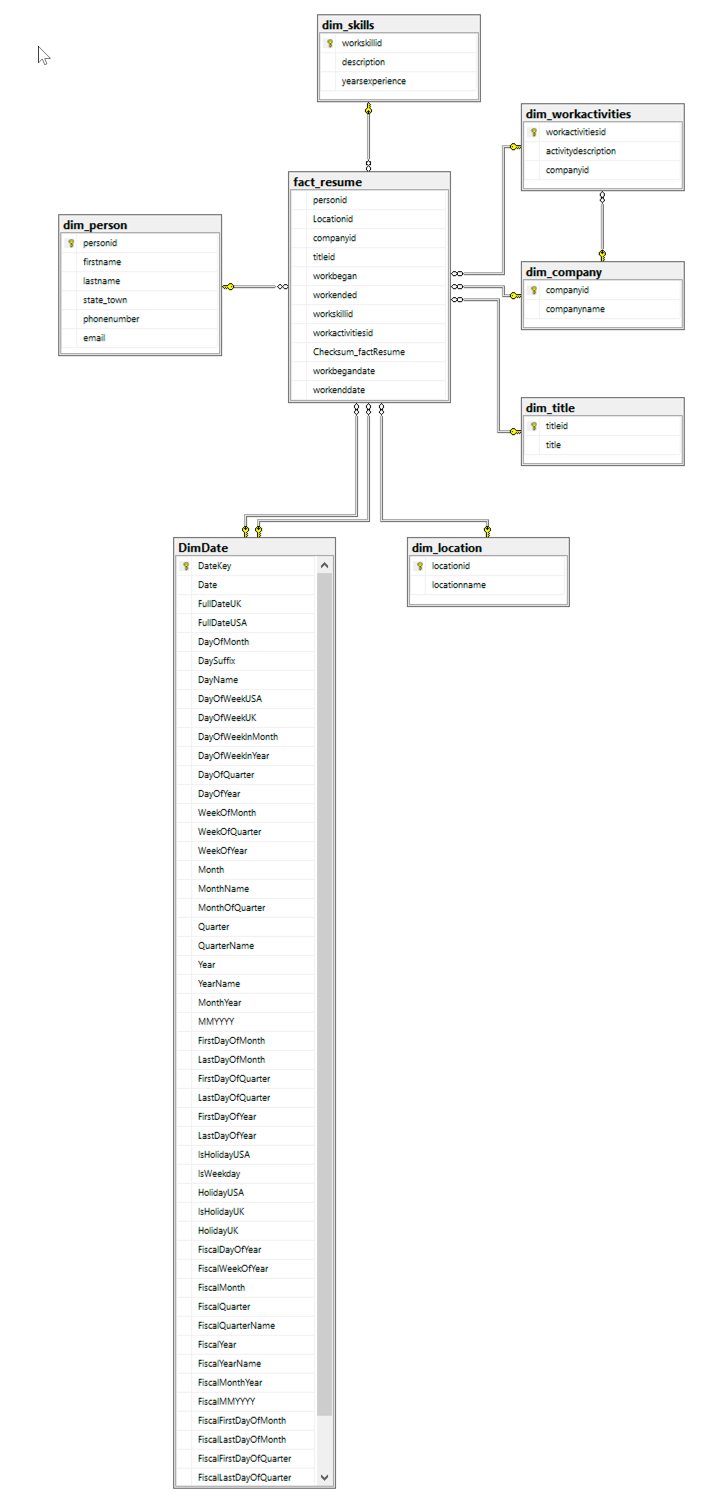 dim_skills
workskillid
description
yearsexperience
dim_workactivities
workactivitiesid
activitydescription
companyid
fact_resume
personid
Locationid
companyid
titleid
workbegan
workended
workskillid
workactivitiesid
Checksum_factResume
workbegandate
workenddate
dim_person
personid
firstname
lastname
state_town
phonenumber
email
dim_company
companyid
companyname
dim_title
titleid
title
DimDate
DateKey
Date
FullDateUK
FullDateUSA
DayOfMonth
DaySuffix
DayName
DayOfWeekUSA
DayOfWeekUK
DayOfWeekInMonth
DayOfWeekInYear
DayOfQuarter
DayOfYear
WeekOfMonth
WeekOfQuarter
WeekOfYear
Month
MonthName
MonthOfQuarter
Quarter
QuarterName
Year
YearName
MonthYear
MMYYYY
FirstDayOfMonth
LastDayOfMonth
FirstDayOfQuarter
LastDayOfQuarter
FirstDayOfYear
LastDayOfYear
IsHolidayUSA
IsWeekday
HolidayUSA
IsHolidayUK
HolidayUK
FiscalDayOfYear
FiscalWeekOfYear
FiscalMonth
FiscalQuarter
FiscalQuarterName
FiscalYear
FiscalYearName
FiscalMonthYear
FiscalMMYYYY
FiscalFirstDayOfMonth
FiscalLastDayOfMonth
FiscalFirstDayOfQuarter
FiscalLastDayOfQuarter
dim_location
locationid
locationname